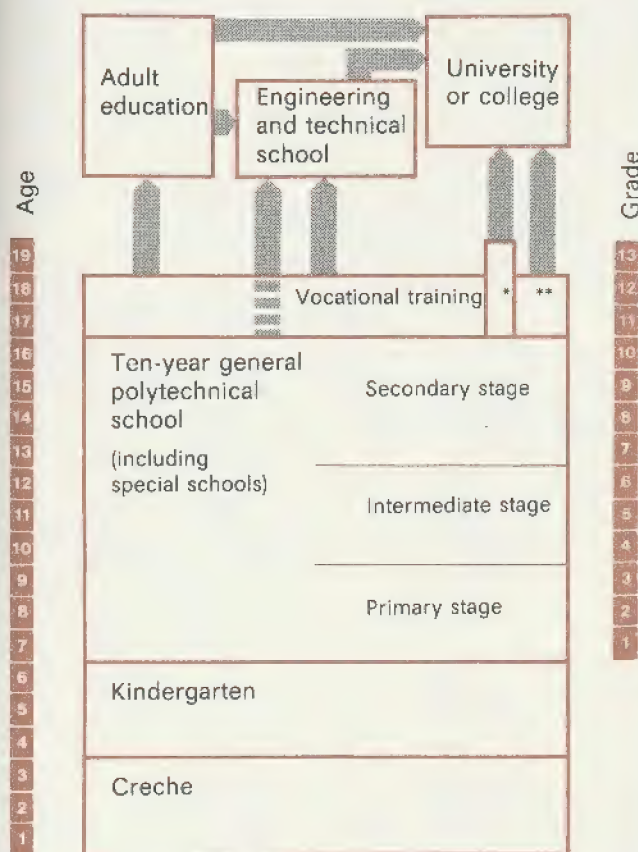 Adult
education
Engineering
and technical
school
University
or college
Age
Grade
19
18
17
16
15
14
13
12
11
10
9
8
7
6
5
4
3
2
1
13
12
11
10
9
8
7
6
5
4
3
2
1
Vocational training
*
**
Ten-year general
polytechnical
school
(including
special schools)
Secondary stage
Intermediate stage
Primary stage
Kindergarten
Creche